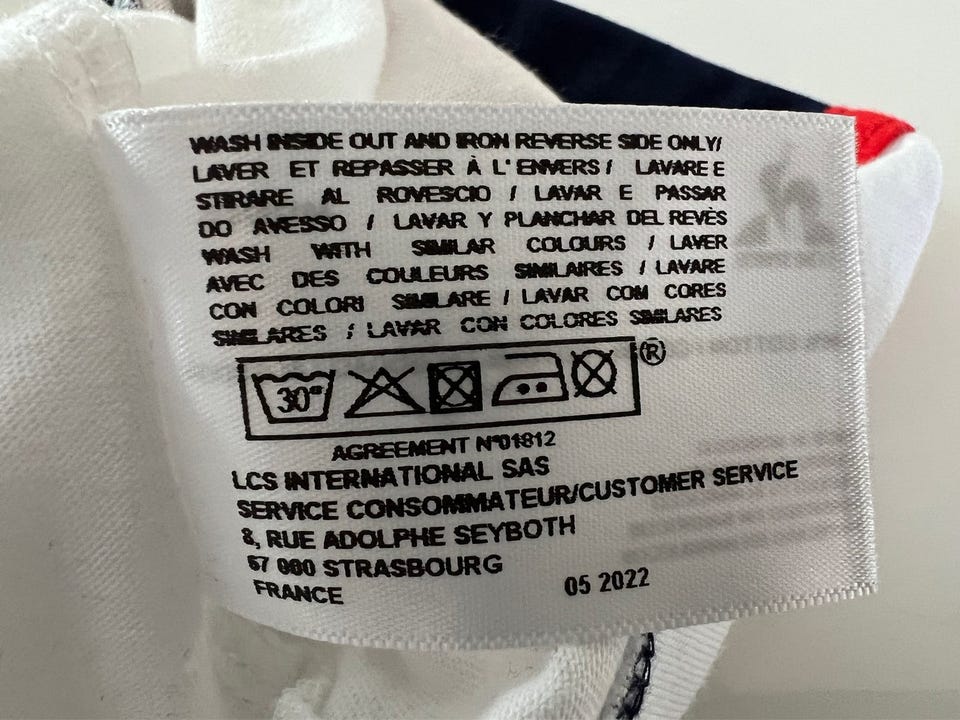 WASH INSIDE OUT AND IRON REVERSE SIDE ONLY/
LAVER ET REPASSER À L'ENVERS / LAVARE E
STIRARE AL ROVESCIO / LAVAR E PASSAR
DO AVESSO / LAVAR Y PLANCHAR DEL REVÈS
WASH WITH SIMILAR COLOURS / LAVER
AVEC DES COULEURS SIMILAIRES / LAVARE
CON COLORI SIMILARE / LAVAR COM CORES
SIMILARES / LAVAR CON COLORES SIMILARES
30° ®
AGREEMENT N°01812
LCS INTERNATIONAL SAS
SERVICE CONSOMMATEUR/CUSTOMER SERVICE
8, RUE ADOLPHE SEYBOTH
67 000 STRASBOURG
FRANCE 05 2022